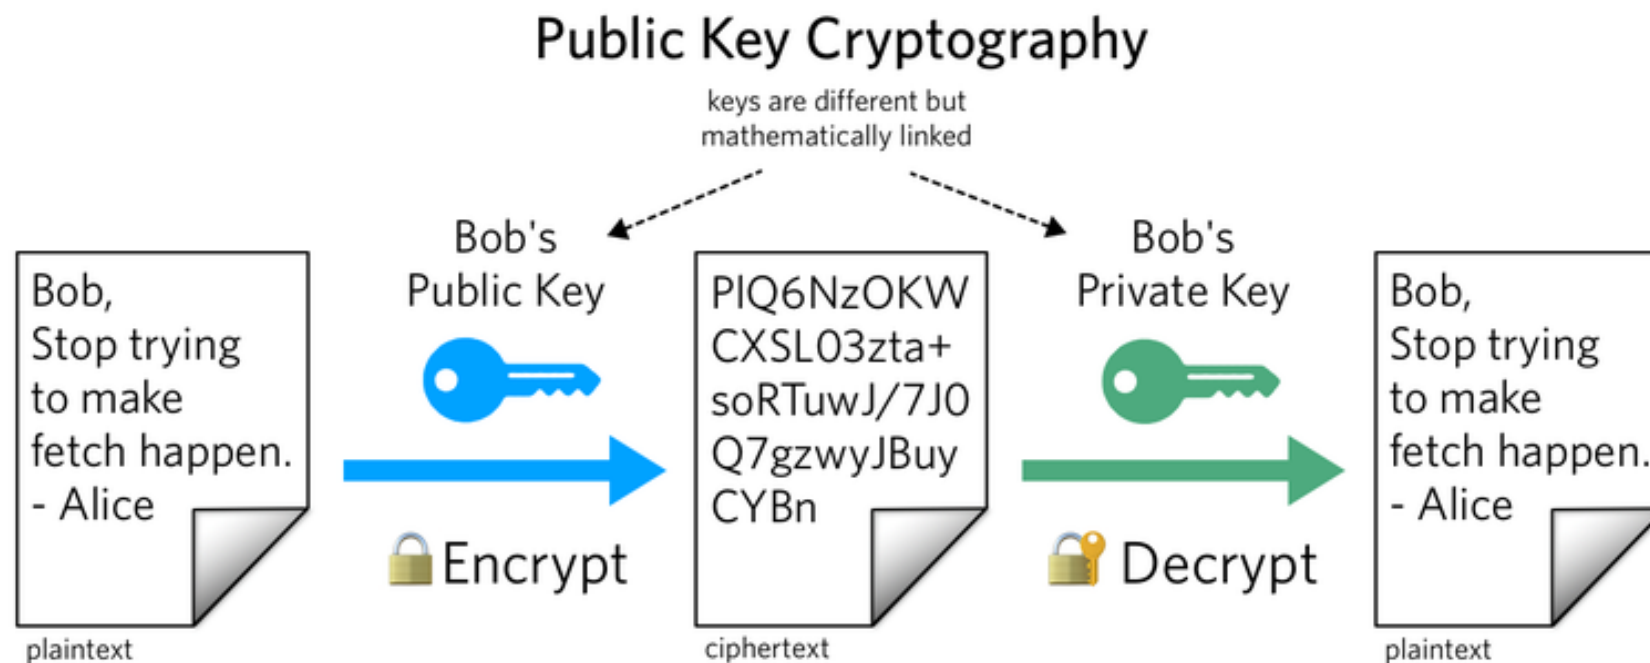 Public Key Cryptography
keys are different but
mathematically linked
Bob,
Stop trying
to make
fetch happen.
- Alice
plaintext
Bob's
Public Key
Encrypt
PlQ6NzOKW
CXSL03zta+
soRTuwJ/7J0
Q7gzwyJBuy
CYBn
ciphertext
Bob's
Private Key
Decrypt
Bob,
Stop trying
to make
fetch happen.
- Alice
plaintext